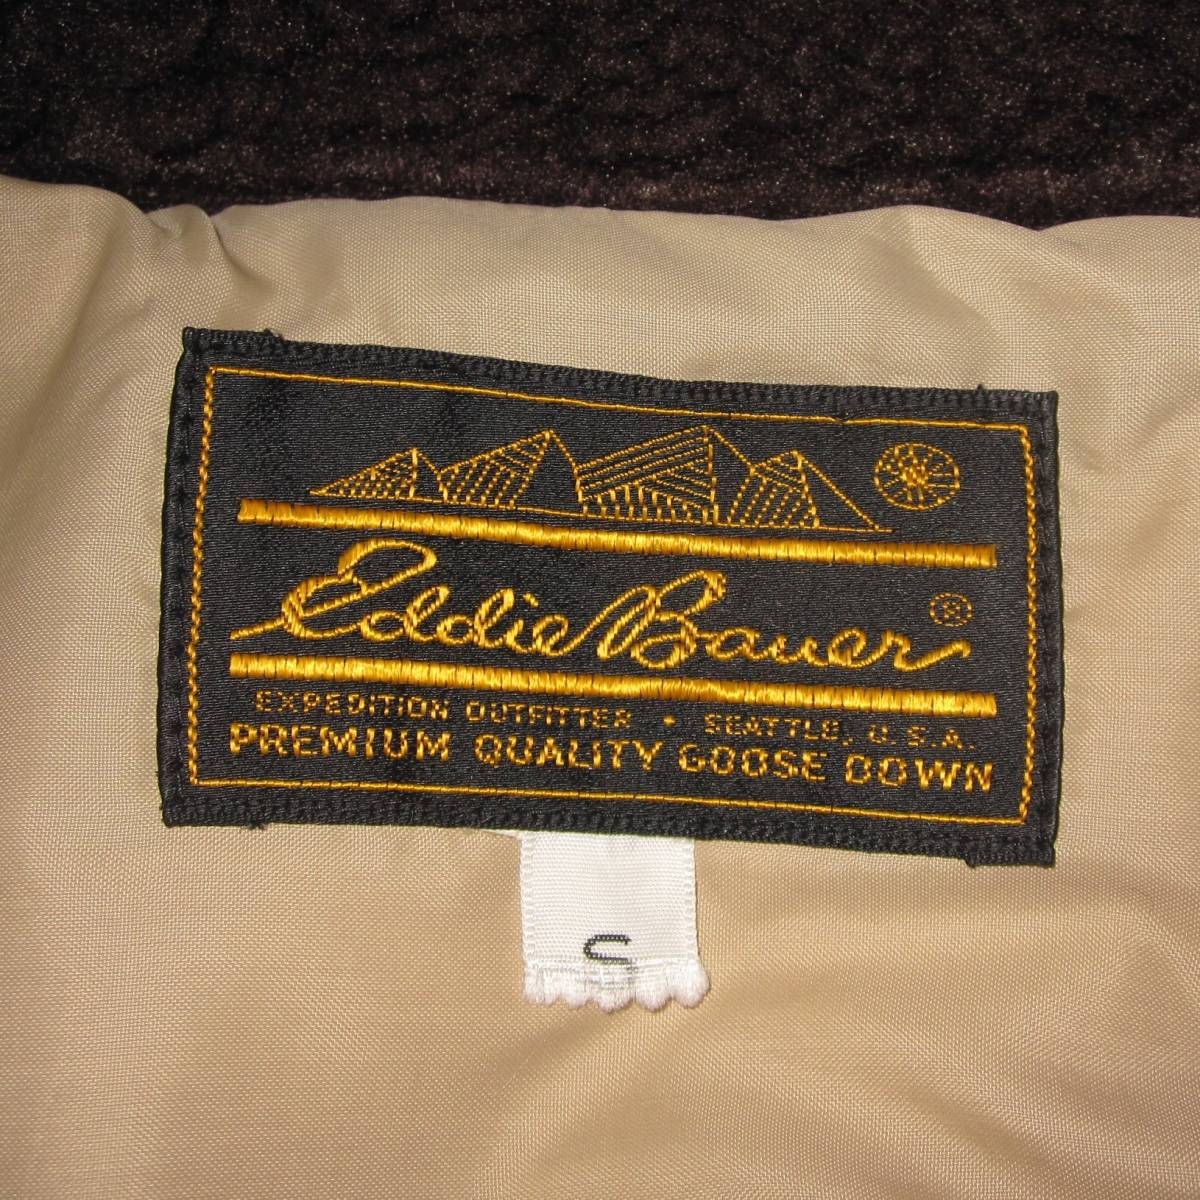 Eddie Bauer ®
EXPEDITION OUTFITTER • SEATTLE, U.S.A.
PREMIUM QUALITY GOOSE DOWN
S